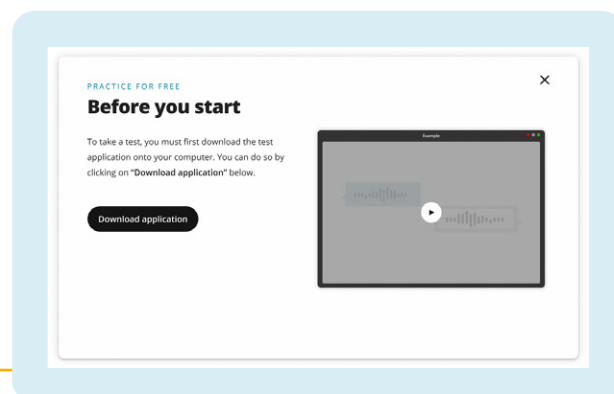 PRACTICE FOR FREE
Before you start
To take a test, you must first download the test
application onto your computer. You can do so by
clicking on "Download application" below.
Download application
Example